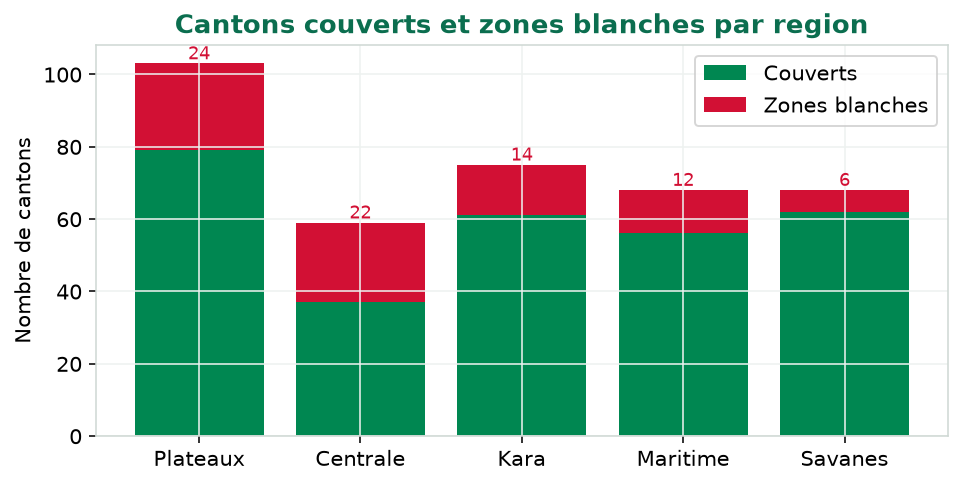 Cantons couverts et zones blanches par region
Couverts
Zones blanches
Nombre de cantons
100
80
60
40
20
0
24
22
14
12
6
Plateaux
Centrale
Kara
Maritime
Savanes